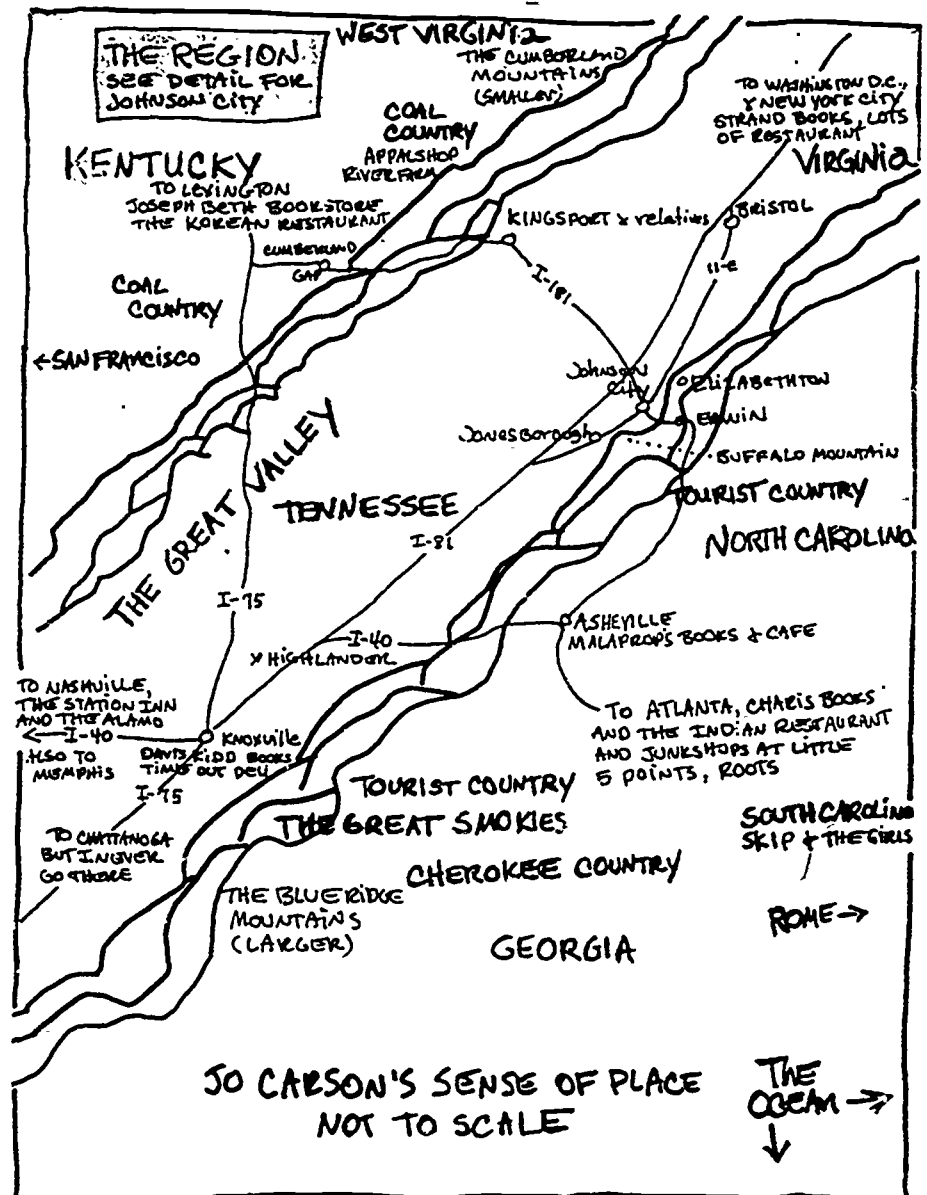 THE REGION
SEE DETAIL FOR
JOHNSON CITY
WEST VIRGINIA
THE CUMBERLAND
MOUNTAINS
(SMALLER)
TO WASHINGTON D.C.,
& NEW YORK CITY
STRAND BOOKS, LOTS
OF RESTAURANT
VIRGINIA
COAL
COUNTRY
APPALSHOP
RIVER FARM
KENTUCKY
TO LEXINGTON
JOSEPH BETH BOOKSTORE
THE KOREAN RESTAURANT
CUMBERLAND
GAP
KINGSPORT & relatives
BRISTOL
I-181
11-E
COAL
COUNTRY
←SAN FRANCISCO
Johnson
City
ELIZABETHTON
ERWIN
Jonesborough
BUFFALO MOUNTAIN
THE GREAT VALLEY
TENNESSEE
TOURIST COUNTRY
NORTH CAROLINA
I-81
I-75
I-40
X HIGHLANDER
ASHEVILLE
MALAPROP'S BOOKS & CAFE
TO NASHVILLE,
THE STATION INN
AND THE ALAMO
←I-40
ALSO TO
MEMPHIS
KNOXVILLE
DAVIS KIDD BOOKS
TIME OUT DELI
I-75
TO ATLANTA, CHARIS BOOKS
AND THE INDIAN RESTAURANT
AND JUNKSHOPS AT LITTLE
5 POINTS, ROOTS
TO CHATTANOGA
BUT I NEVER
GO THERE
TOURIST COUNTRY
THE GREAT SMOKIES
SOUTH CAROLINA
SKIP & THE GIRLS
CHEROKEE COUNTRY
THE BLUE RIDGE
MOUNTAINS
(LARGER)
ROME→
GEORGIA
JO CARSON'S SENSE OF PLACE
NOT TO SCALE
THE
OCEAN →
↓